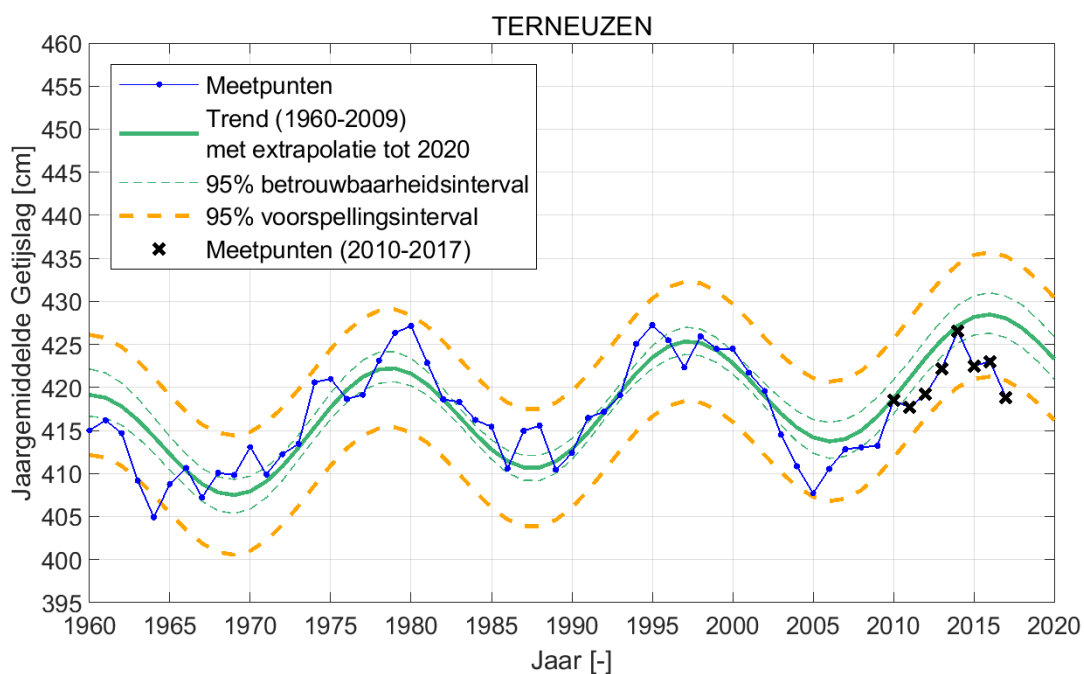 TERNEUZEN
460
455
450
445
440
435
430
425
420
415
410
405
400
395
Jaargemiddelde Getijslag [cm]
Meetpunten
Trend (1960-2009)
met extrapolatie tot 2020
95% betrouwbaarheidsinterval
95% voorspellingsinterval
Meetpunten (2010-2017)
1960 1965 1970 1975 1980 1985 1990 1995 2000 2005 2010 2015 2020
Jaar [-]